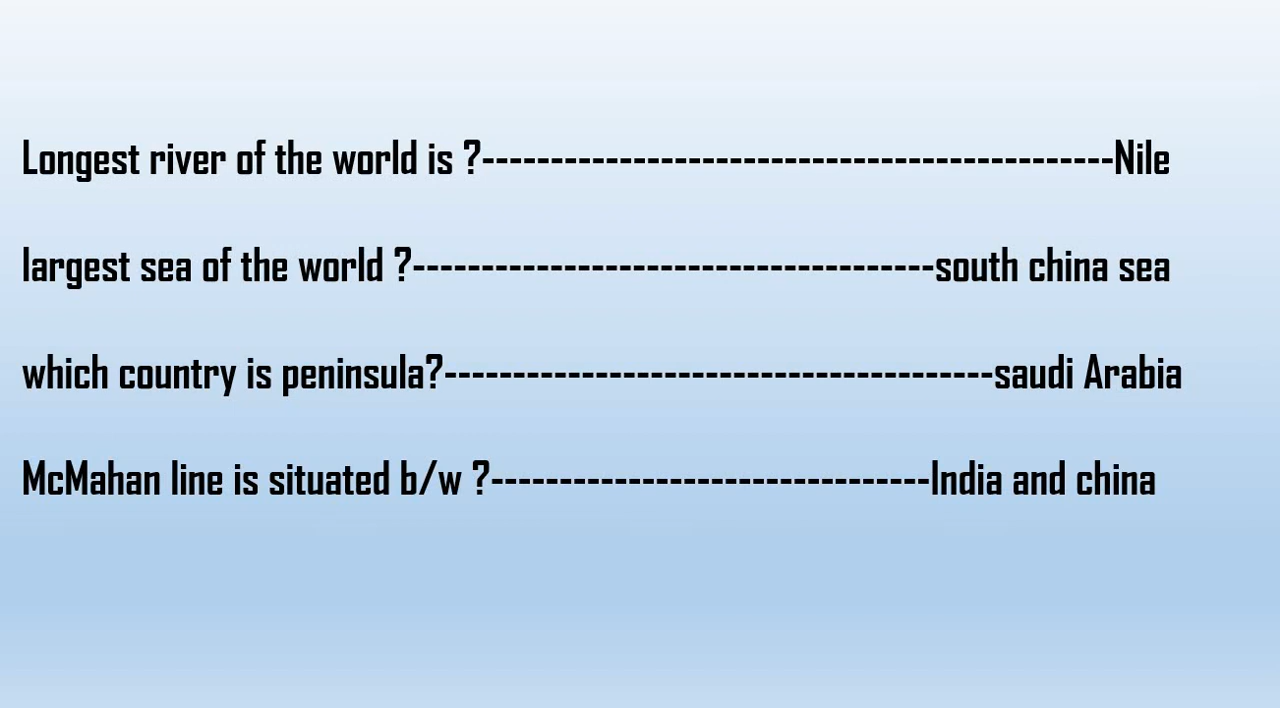 Longest river of the world is ?----------------------------------------------Nile
largest sea of the world ?--------------------------------------south china sea
which country is peninsula?----------------------------------------saudi Arabia
McMahan line is situated b/w ?--------------------------------India and china